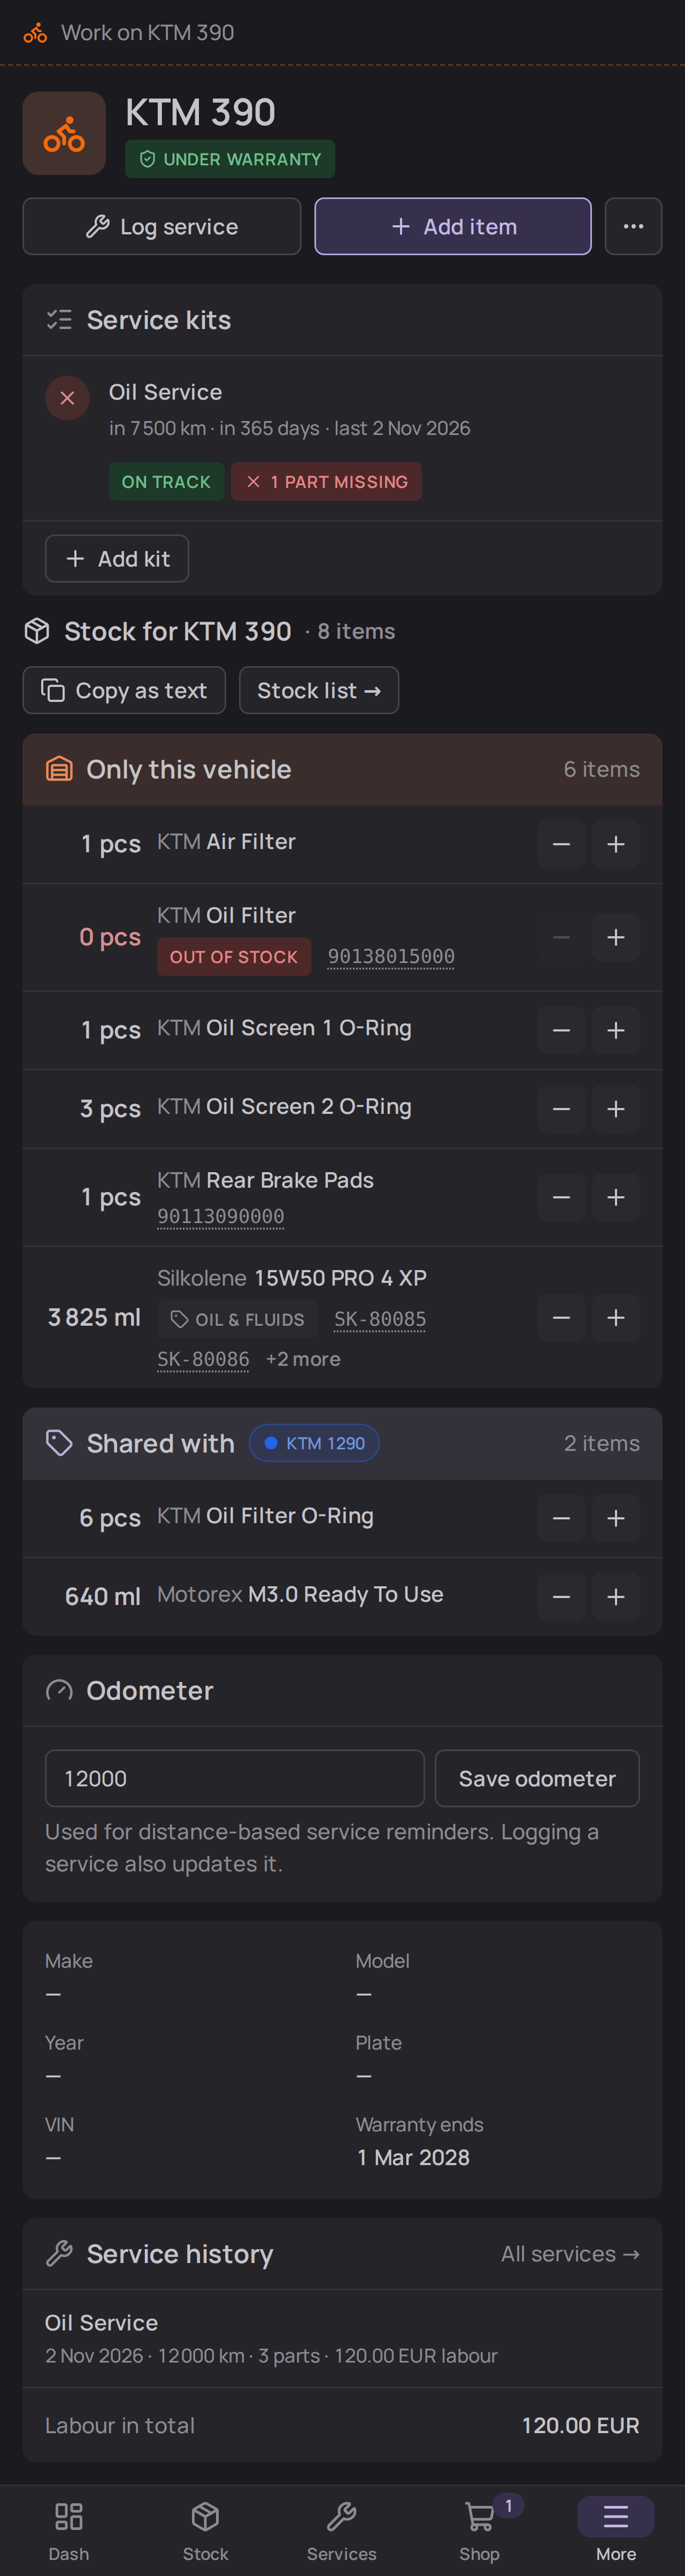 Work on KTM 390
KTM 390
UNDER WARRANTY
Log service
+ Add item
Service kits
Oil Service
in 7 500 km · in 365 days · last 2 Nov 2026
ON TRACK
1 PART MISSING
+ Add kit
Stock for KTM 390 · 8 items
Copy as text
Stock list →
Only this vehicle
6 items
1 pcs
KTM Air Filter
0 pcs
KTM Oil Filter
OUT OF STOCK
90138015000
1 pcs
KTM Oil Screen 1 O-Ring
3 pcs
KTM Oil Screen 2 O-Ring
1 pcs
KTM Rear Brake Pads
90113090000
3 825 ml
Silkolene 15W50 PRO 4 XP
OIL & FLUIDS
SK-80085
SK-80086
+2 more
Shared with
KTM 1290
2 items
6 pcs
KTM Oil Filter O-Ring
640 ml
Motorex M3.0 Ready To Use
Odometer
12000
Save odometer
Used for distance-based service reminders. Logging a
service also updates it.
Make
–
Model
–
Year
–
Plate
–
VIN
–
Warranty ends
1 Mar 2028
Service history
All services →
Oil Service
2 Nov 2026 · 12 000 km · 3 parts · 120.00 EUR labour
Labour in total
120.00 EUR
1
Dash
Stock
Services
Shop
More